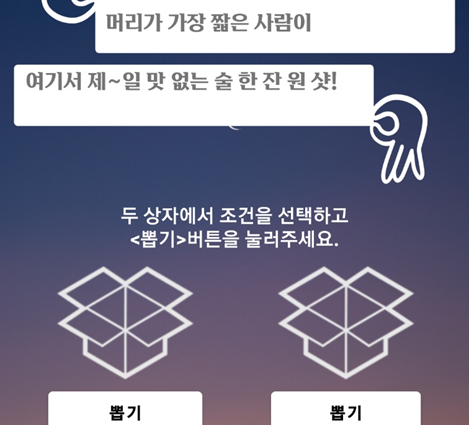 머리가 가장 짧은 사람이
여기서 제~일 맛 없는 술 한 잔 원 샷!
두 상자에서 조건을 선택하고
<뽑기>버튼을 눌러주세요.
뽑기
뽑기